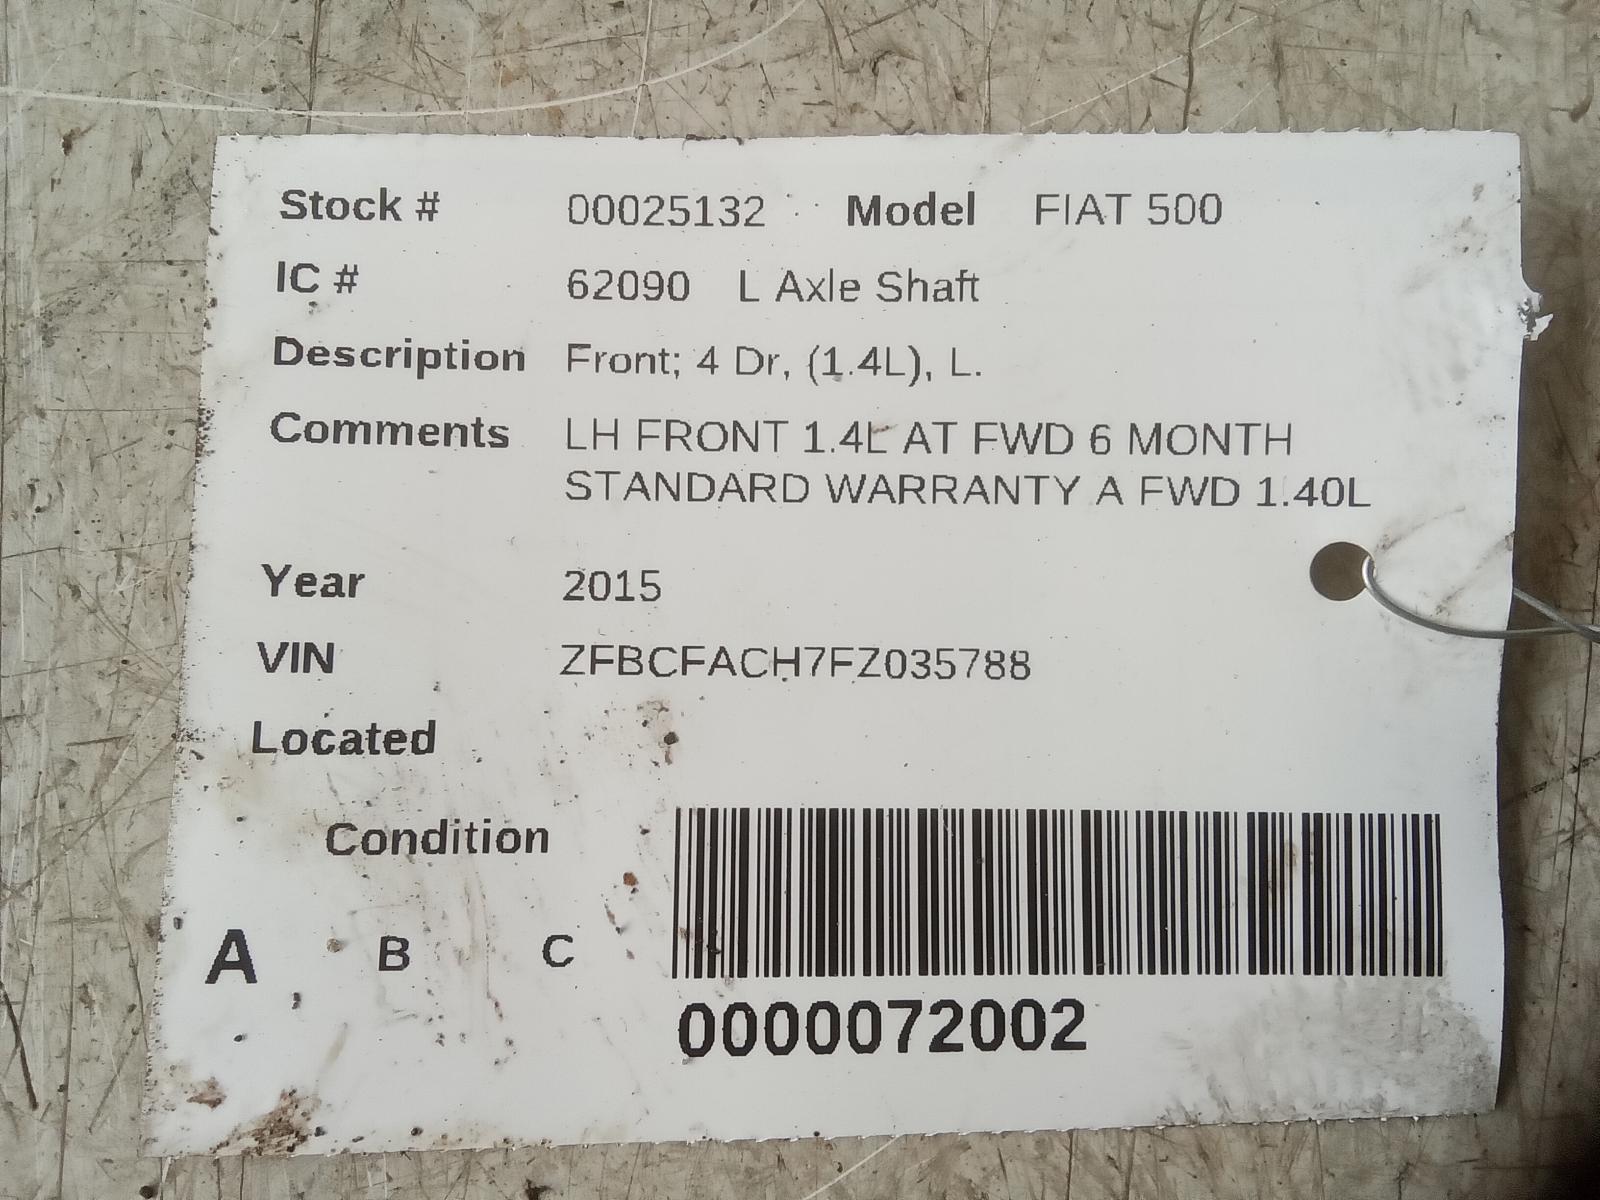 Stock # 00025132 Model FIAT 500
IC # 62090 L Axle Shaft
Description Front; 4 Dr, (1.4L), L.
Comments LH FRONT 1.4L AT FWD 6 MONTH
STANDARD WARRANTY A FWD 1.40L
Year 2015
VIN ZFBCFACH7FZ035788
Located
Condition
A B C
0000072002